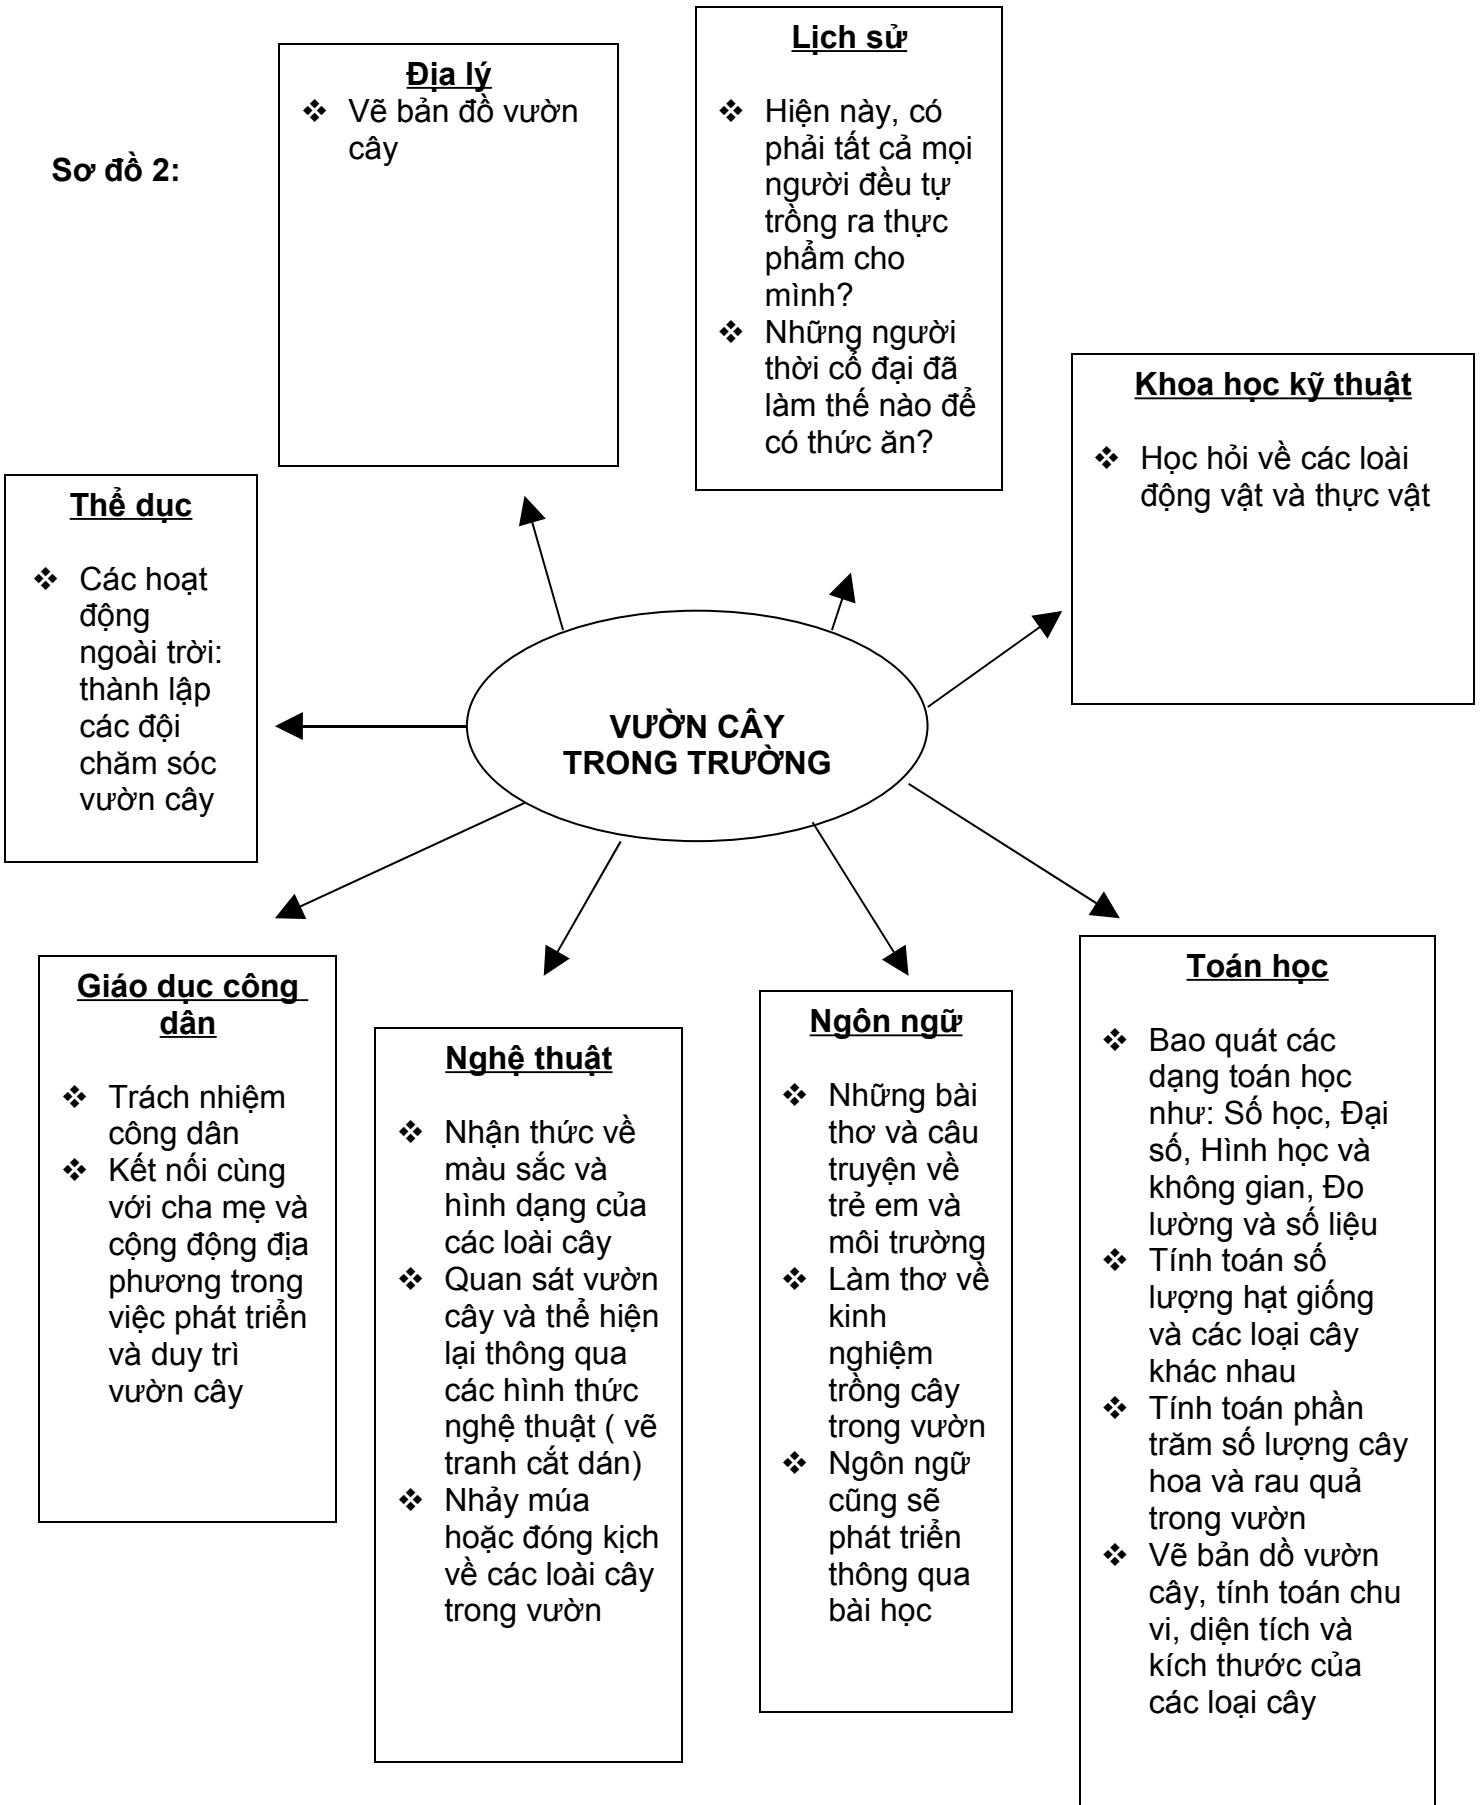 Sơ đồ 2:
Địa lý
❖ Vẽ bản đồ vườn
cây
Lịch sử
❖ Hiện này, có
phải tất cả mọi
người đều tự
trồng ra thực
phẩm cho
mình?
❖ Những người
thời cổ đại đã
làm thế nào để
có thức ăn?
Khoa học kỹ thuật
❖ Học hỏi về các loài
động vật và thực vật
Thể dục
❖ Các hoạt
động
ngoài trời:
thành lập
các đội
chăm sóc
vườn cây
VƯỜN CÂY
TRONG TRƯỜNG
Giáo dục công
dân
❖ Trách nhiệm
công dân
❖ Kết nối cùng
với cha mẹ và
cộng động địa
phương trong
việc phát triển
và duy trì
vườn cây
Nghệ thuật
❖ Nhận thức về
màu sắc và
hình dạng của
các loài cây
❖ Quan sát vườn
cây và thể hiện
lại thông qua
các hình thức
nghệ thuật ( vẽ
tranh cắt dán)
❖ Nhảy múa
hoặc đóng kịch
về các loài cây
trong vườn
Ngôn ngữ
❖ Những bài
thơ và câu
truyện về
trẻ em và
môi trường
❖ Làm thơ về
kinh
nghiệm
trồng cây
trong vườn
❖ Ngôn ngữ
cũng sẽ
phát triển
thông qua
bài học
Toán học
❖ Bao quát các
dạng toán học
như: Số học, Đại
số, Hình học và
không gian, Đo
lường và số liệu
❖ Tính toán số
lượng hạt giống
và các loại cây
khác nhau
❖ Tính toán phần
trăm số lượng cây
hoa và rau quả
trong vườn
❖ Vẽ bản dồ vườn
cây, tính toán chu
vi, diện tích và
kích thước của
các loại cây